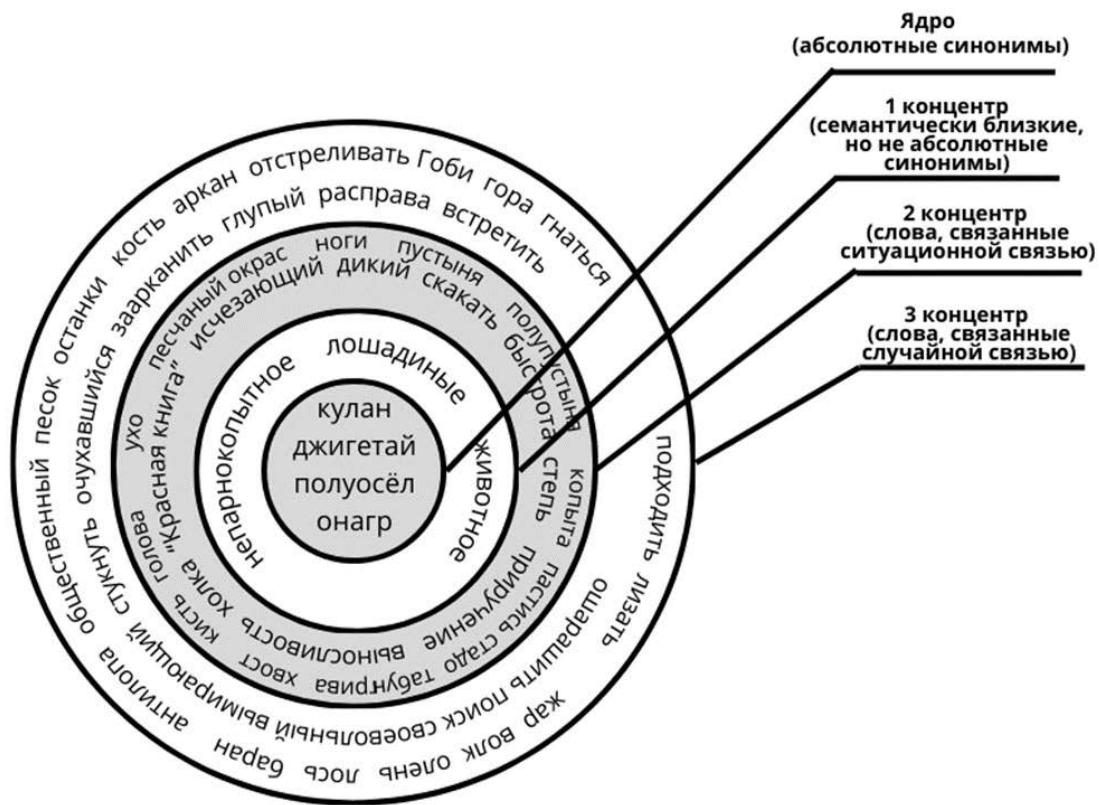 Ядро
(абсолютные синонимы)
1 концентр
(семантически близкие,
но не абсолютные
синонимы)
2 концентр
(слова, связанные
ситуационной связью)
3 концентр
(слова, связанные
случайной связью)
кулан
джигетай
полуосёл
онагр
непарнокопытное лошадиные животное
кисть голова ухо песчаный окрас ноги пустыня полупустыня копыта пастись стадо табун грива хвост
выносливость холка "Красная книга" исчезающий дикий скакать быстрота степь приручение
антилопа общественный песок останки кость аркан отстреливать Гоби гора гнаться подходить лизать
жар волк олень лось баран
своевольный вымирающий стукнуть очухавшийся заарканить глупый расправа встретить
ошарашить поиск